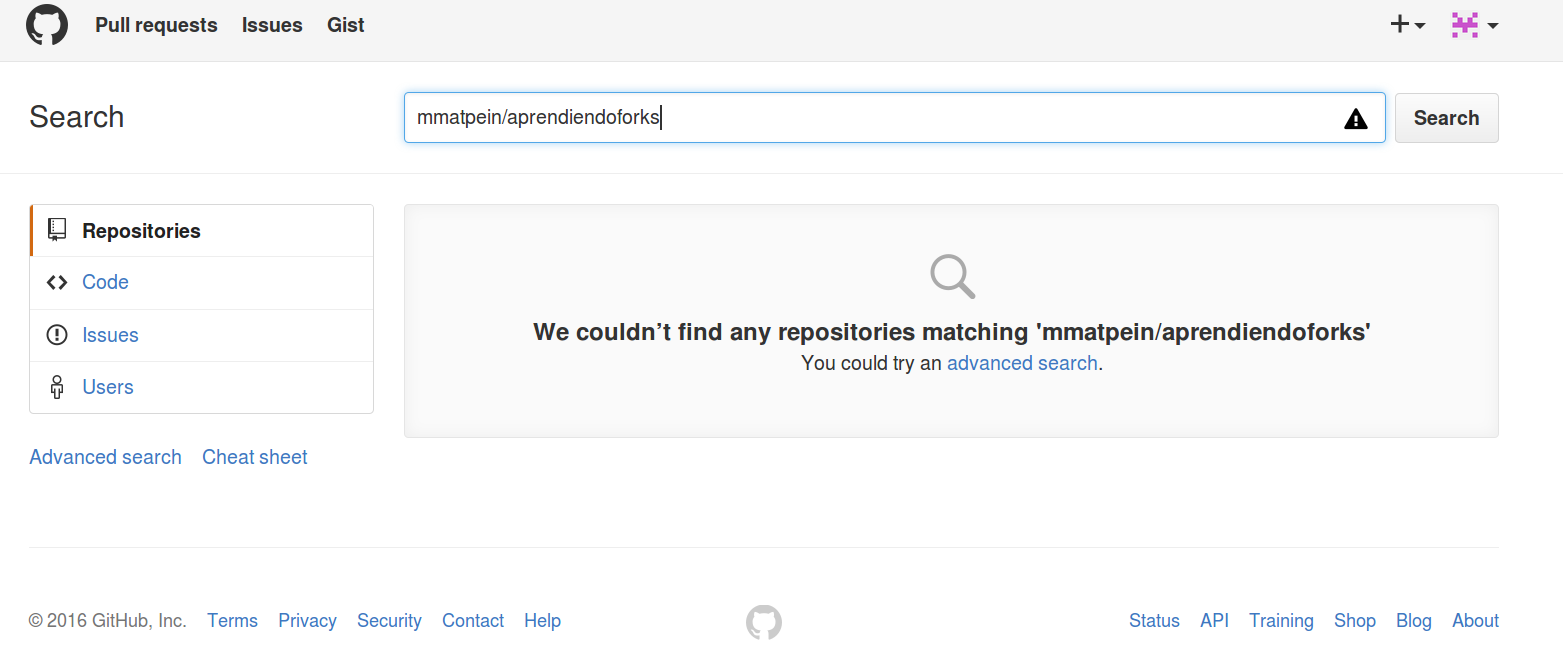 Pull requests Issues Gist
Search
mmatpein/aprendiendoforks
Search
Repositories
Code
Issues
Users
Advanced search Cheat sheet
We couldn’t find any repositories matching 'mmatpein/aprendiendoforks'
You could try an advanced search.
© 2016 GitHub, Inc. Terms Privacy Security Contact Help
Status API Training Shop Blog About